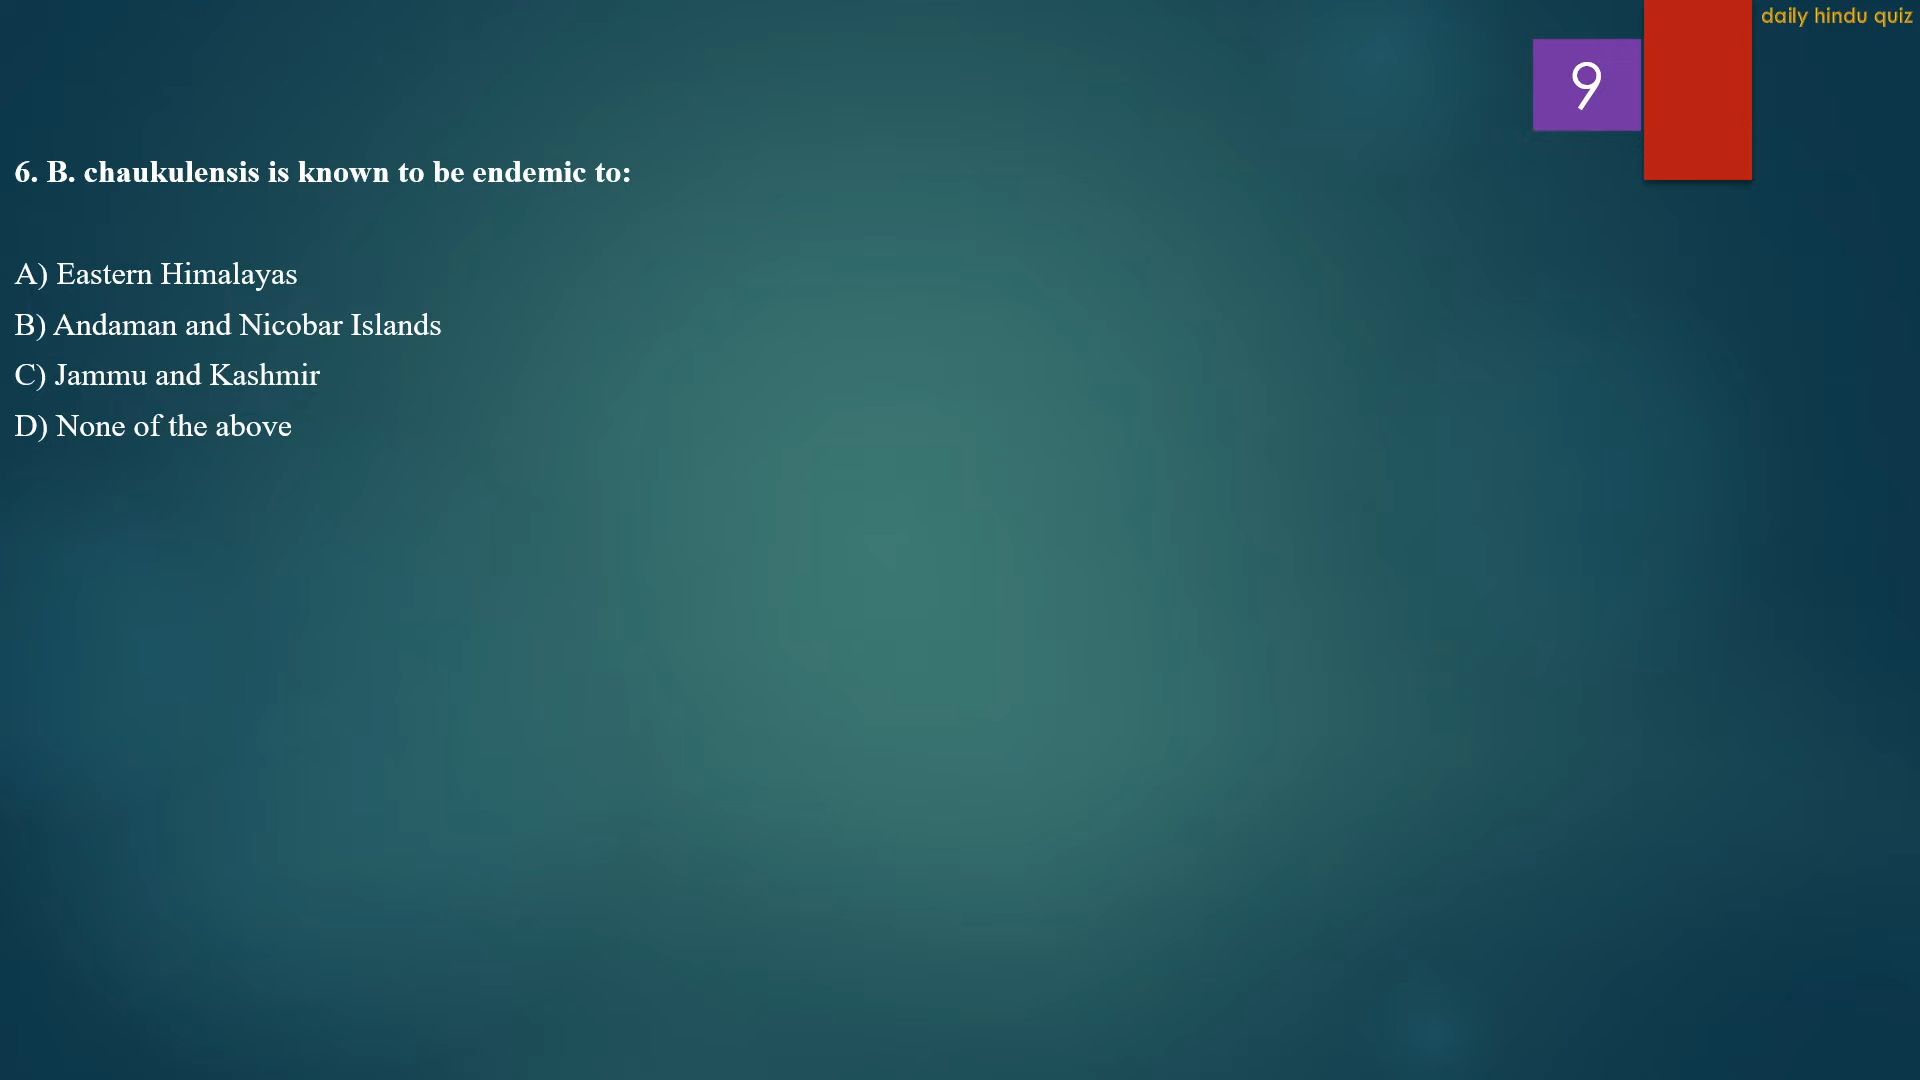 daily hindu quiz
9
6. B. chaukulensis is known to be endemic to:
A) Eastern Himalayas
B) Andaman and Nicobar Islands
C) Jammu and Kashmir
D) None of the above